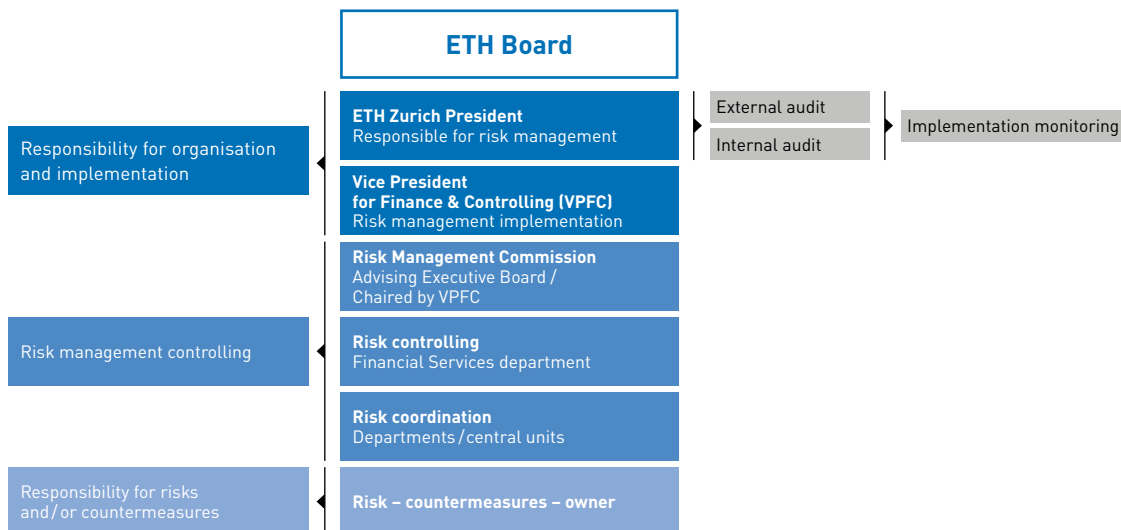 ETH Board
Responsibility for organisation
and implementation
ETH Zurich President
Responsible for risk management
Vice President
for Finance & Controlling (VPFC)
Risk management implementation
External audit
Internal audit
Implementation monitoring
Risk management controlling
Risk Management Commission
Advising Executive Board /
Chaired by VPFC
Risk controlling
Financial Services department
Risk coordination
Departments / central units
Responsibility for risks
and / or countermeasures
Risk – countermeasures – owner